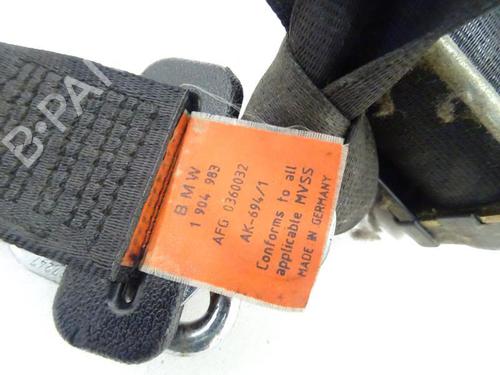 BMW
1 904 983
AFG 0360032
AK-694/1
Conforms to all
applicable MVSS
MADE IN GERMANY
B-PA